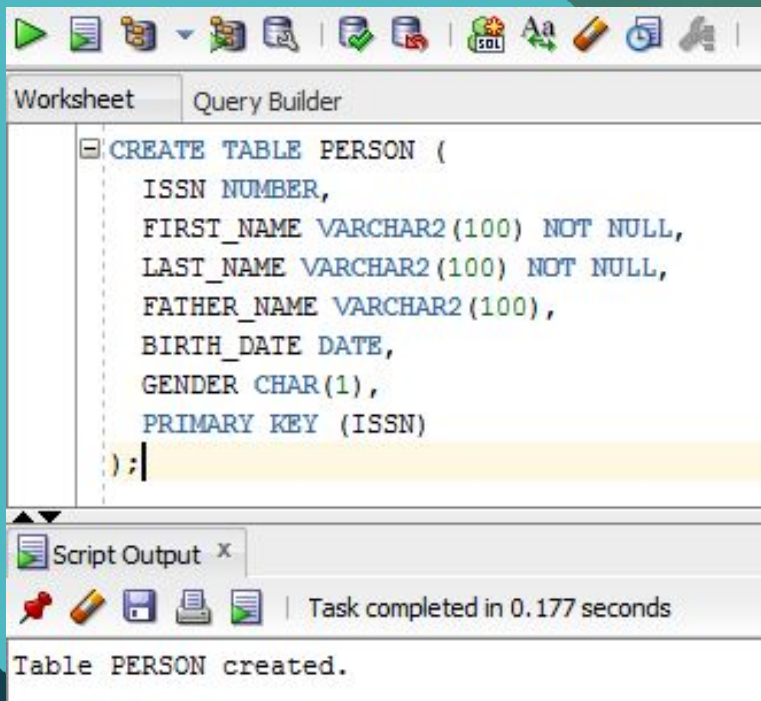 SQL
Worksheet
Query Builder
CREATE TABLE PERSON (
ISSN NUMBER,
FIRST_NAME VARCHAR2(100) NOT NULL,
LAST_NAME VARCHAR2(100) NOT NULL,
FATHER_NAME VARCHAR2(100),
BIRTH_DATE DATE,
GENDER CHAR(1),
PRIMARY KEY (ISSN)
);
Script Output x
Task completed in 0.177 seconds
Table PERSON created.